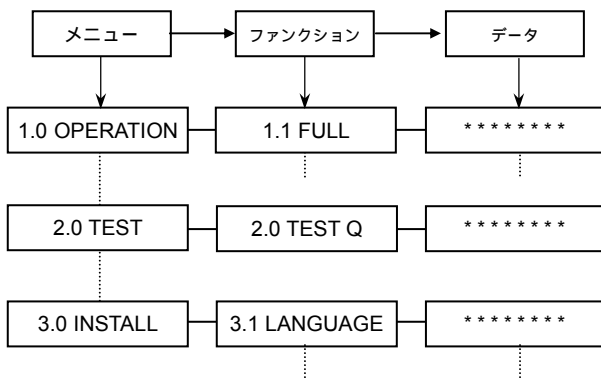 メニュー
ファンクション
データ
1.0 OPERATION
1.1 FULL
* * * * * * * *
2.0 TEST
2.0 TEST Q
* * * * * * * *
3.0 INSTALL
3.1 LANGUAGE
* * * * * * * *